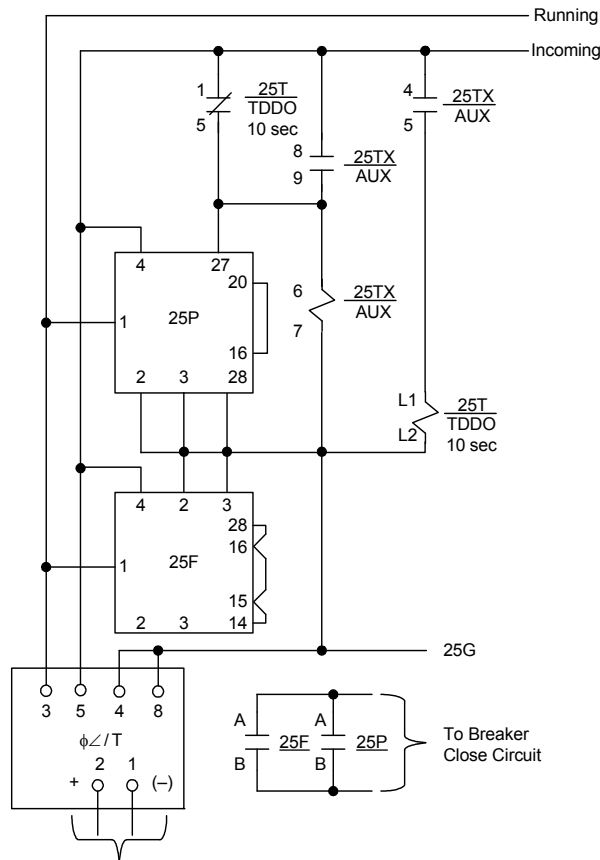 Running
Incoming
1 25T 4 25TX
TDDO AUX
5 10 sec 5
8 25TX
9 AUX
4 27
20
6 25TX
1 25P AUX
7
16
2 3 28
L1 25T
TDDO
L2 10 sec
4 2 3
28
16
1 25F
15
2 3 14
25G
3 5 4 8
A 25F A 25P To Breaker
B B Close Circuit
ϕ∠/T
2 1
+ (–)